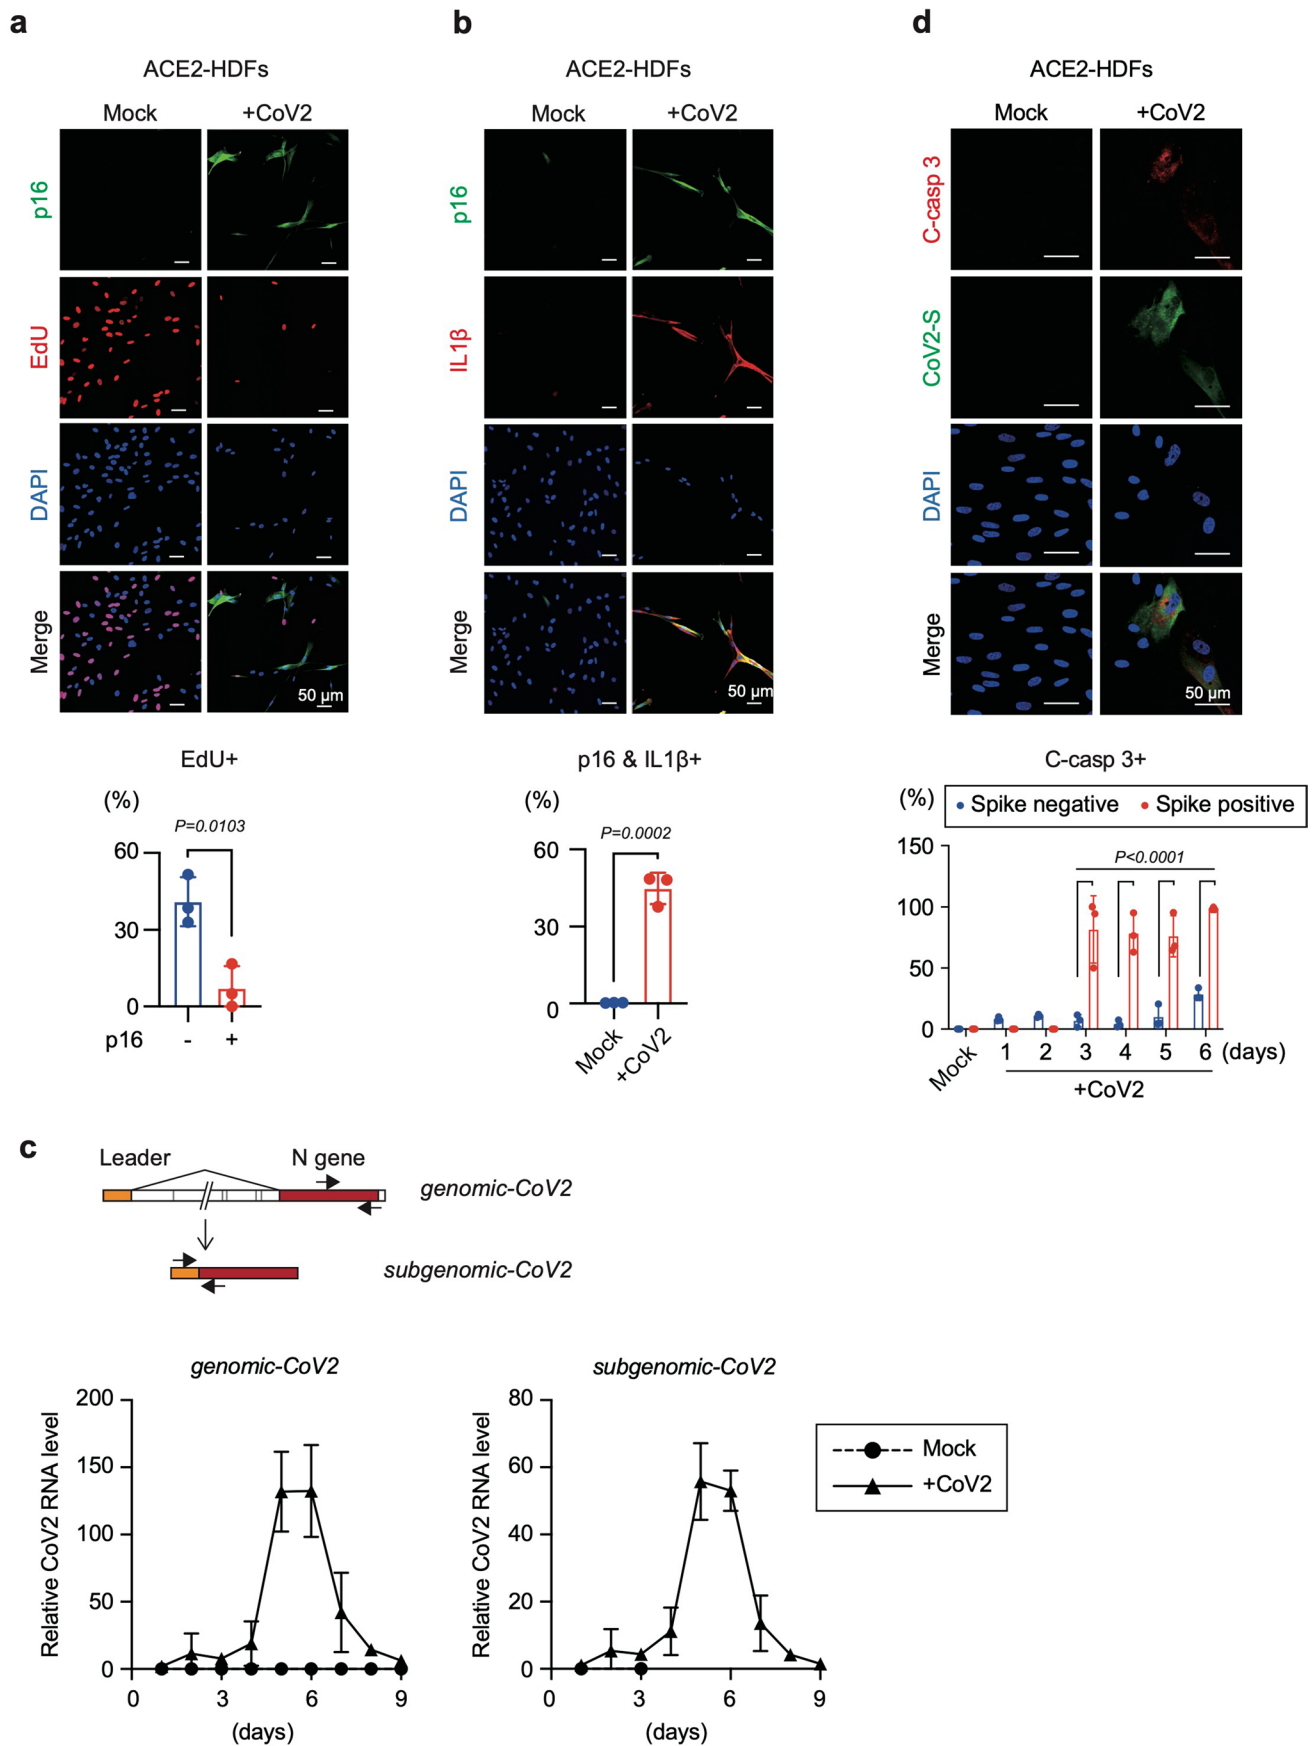 a
ACE2-HDFs
Mock +CoV2
p16
EdU
DAPI
Merge
50 µm
EdU+
(%)
P=0.0103
60
30
0
p16 - +
b
ACE2-HDFs
Mock +CoV2
p16
IL1β
DAPI
Merge
50 µm
p16 & IL1β+
(%)
P=0.0002
60
30
0
Mock
+CoV2
d
ACE2-HDFs
Mock +CoV2
C-casp 3
CoV2-S
DAPI
Merge
50 µm
C-casp 3+
(%)
Spike negative Spike positive
150
P<0.0001
100
50
0
Mock 1 2 3 4 5 6 (days)
+CoV2
c
Leader N gene
genomic-CoV2
subgenomic-CoV2
genomic-CoV2
Relative CoV2 RNA level
200
150
100
50
0
0 3 6 9
(days)
subgenomic-CoV2
Relative CoV2 RNA level
80
60
40
20
0
0 3 6 9
(days)
Mock
+CoV2